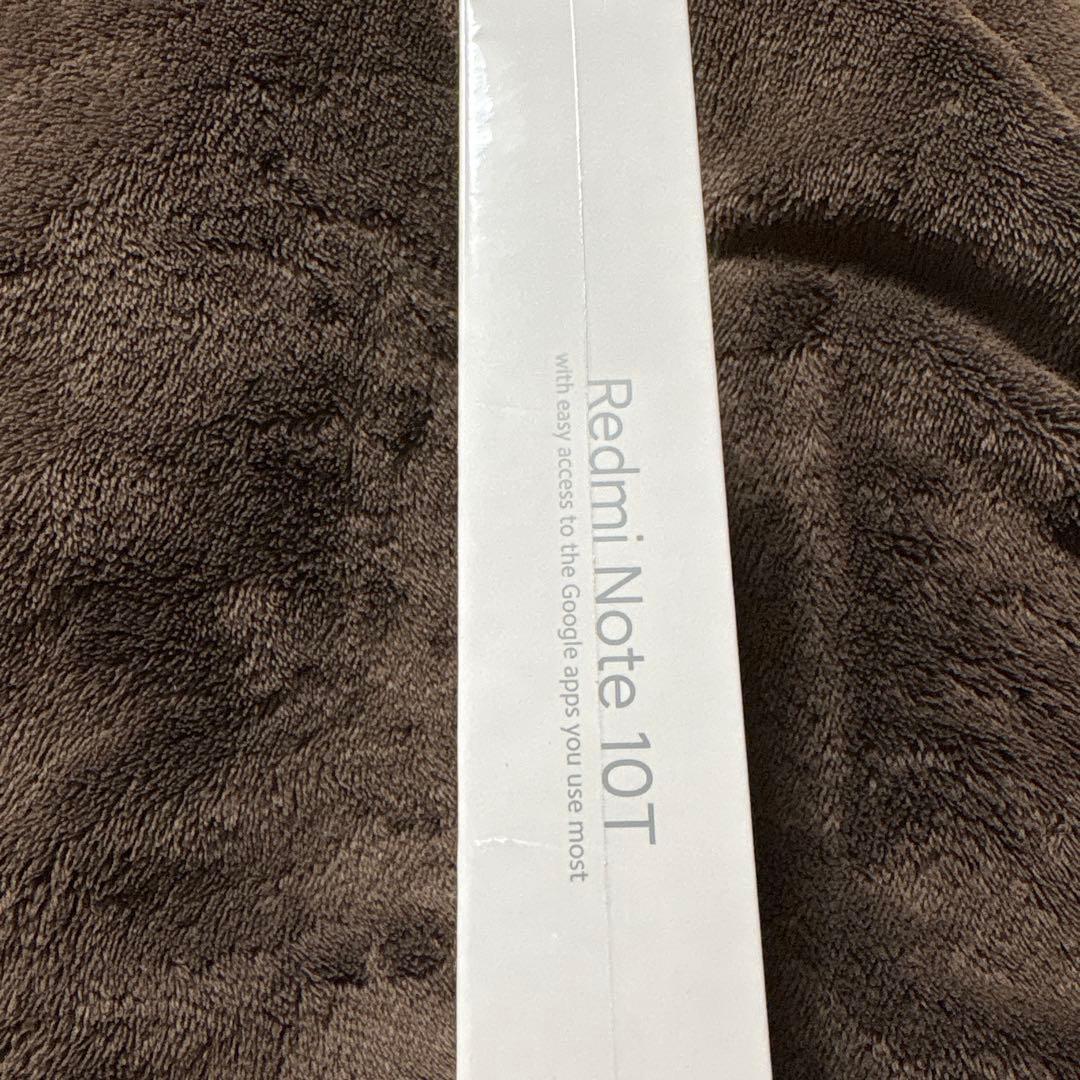 Redmi Note 10T
with easy access to the Google apps you use most